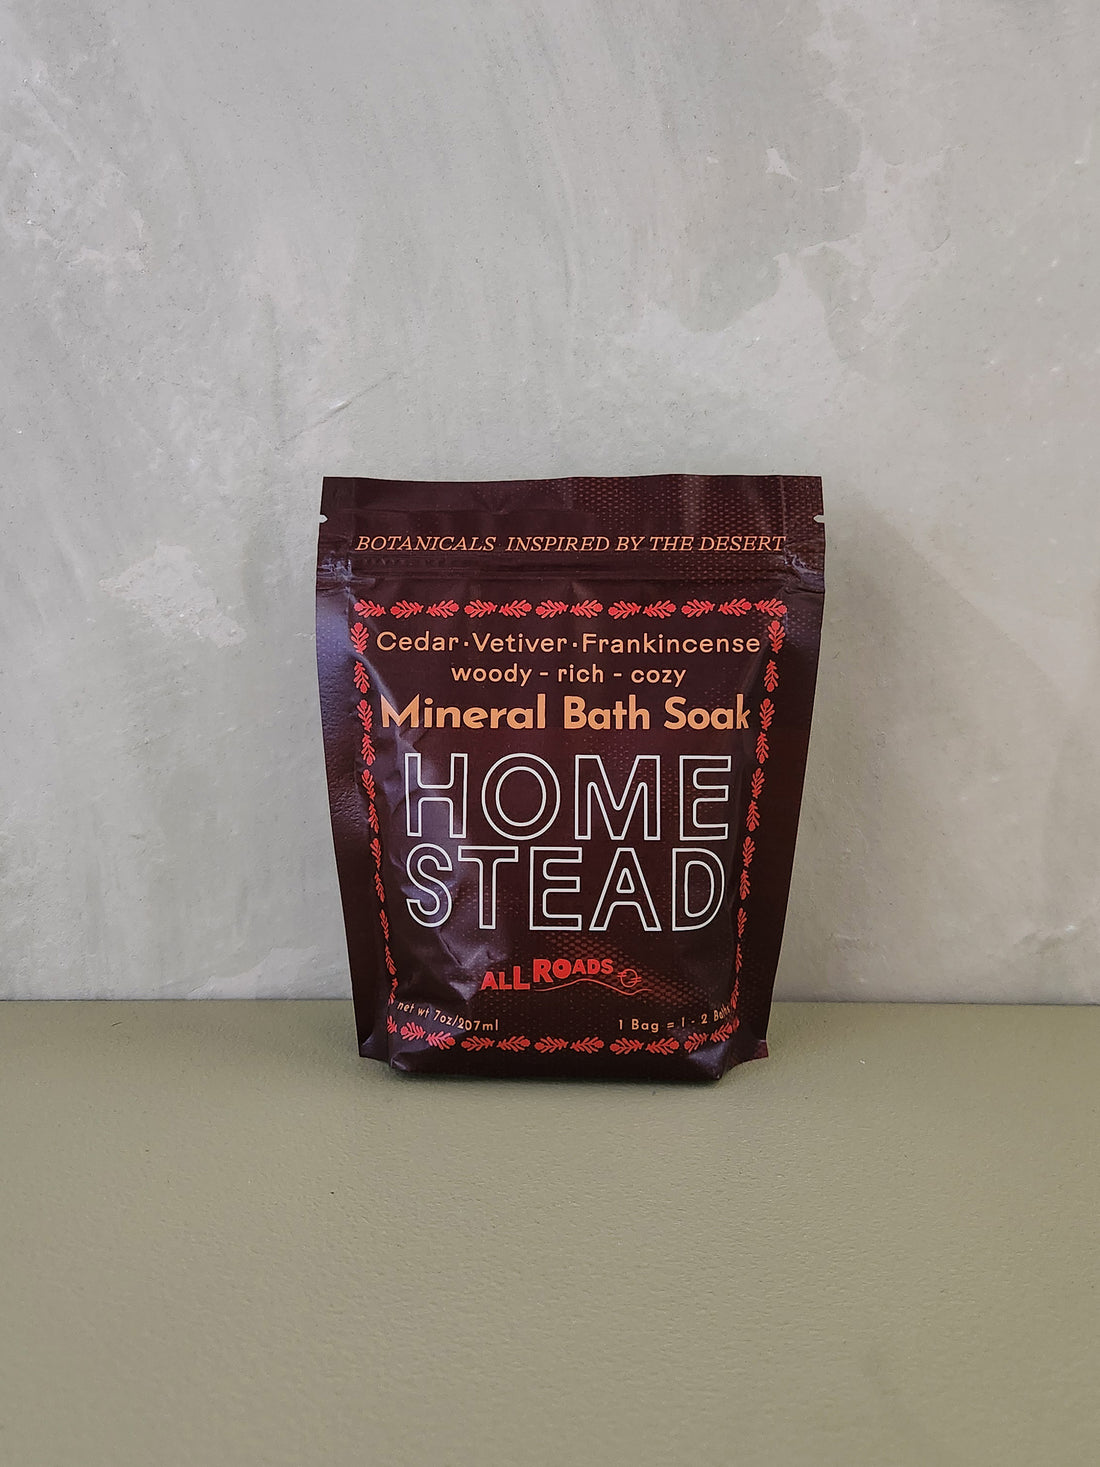 BOTANICALS INSPIRED BY THE DESERT
Cedar·Vetiver·Frankincense
woody - rich - cozy
Mineral Bath Soak
HOME
STEAD
ALL ROADS
net wt 7oz/207ml
1 Bag = 1 - 2 Baths